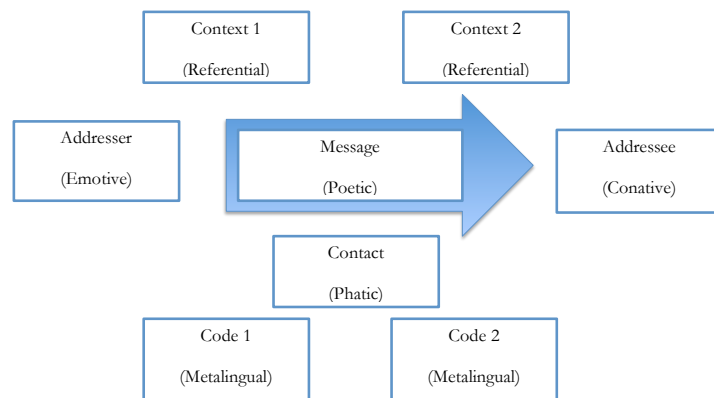 Context 1
(Referential)
Context 2
(Referential)
Addresser
(Emotive)
Message
(Poetic)
Addressee
(Conative)
Contact
(Phatic)
Code 1
(Metalingual)
Code 2
(Metalingual)